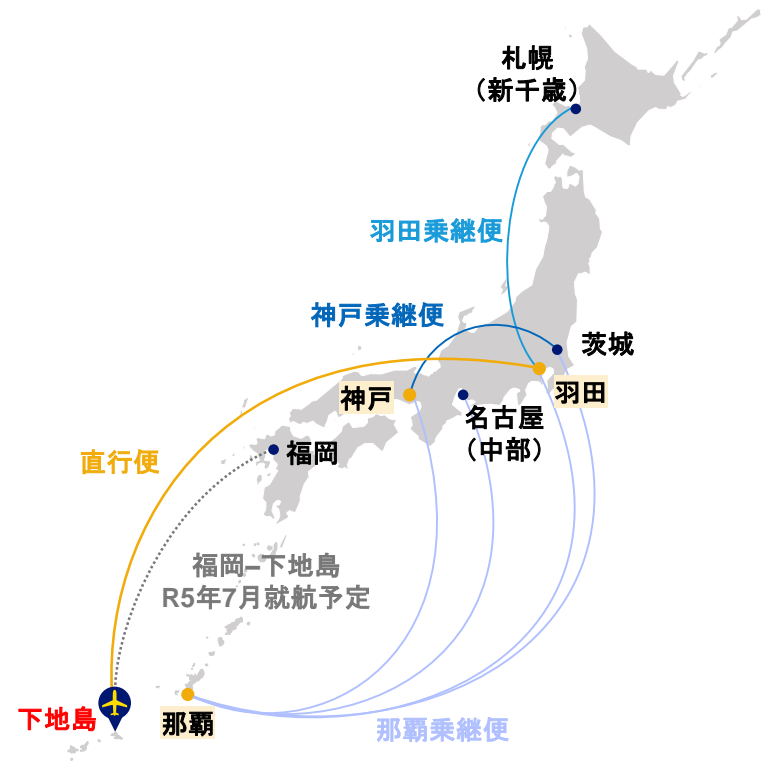 札幌
（新千歳）
羽田乗継便
神戸乗継便
茨城
神戸
羽田
名古屋
（中部）
福岡
直行便
福岡−下地島
R5年7月就航予定
下地島
那覇
那覇乗継便